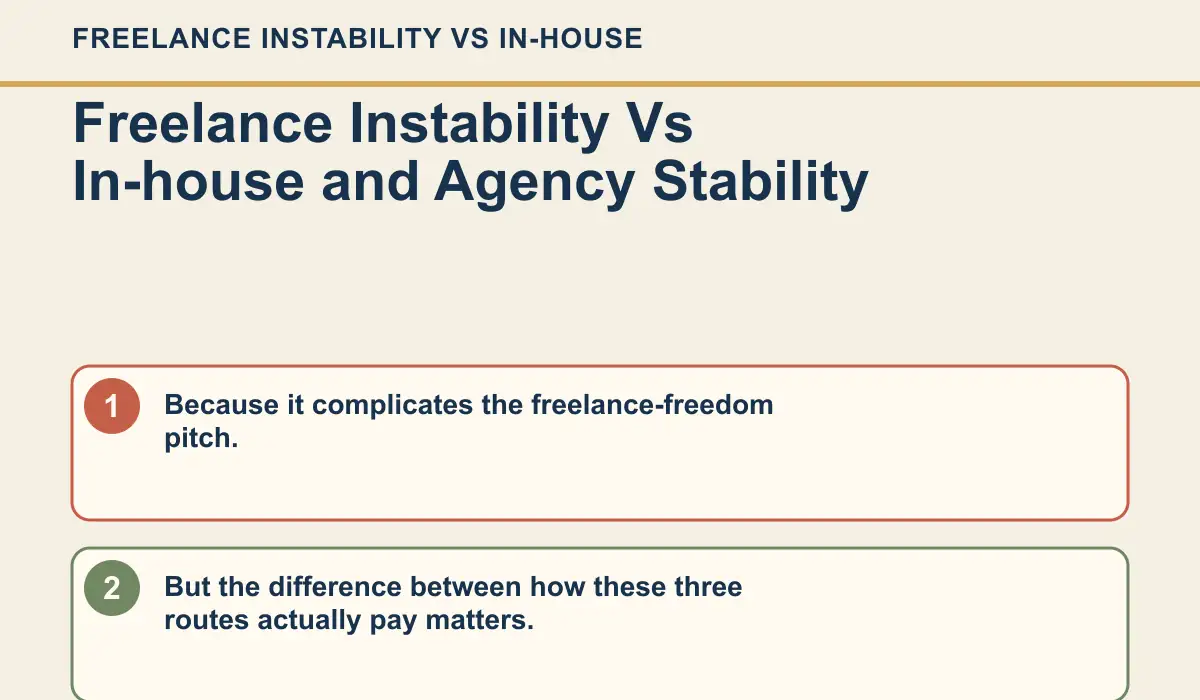 FREELANCE INSTABILITY VS IN-HOUSE
Freelance Instability Vs
In-house and Agency Stability
1
Because it complicates the freelance-freedom
pitch.
2
But the difference between how these three
routes actually pay matters.